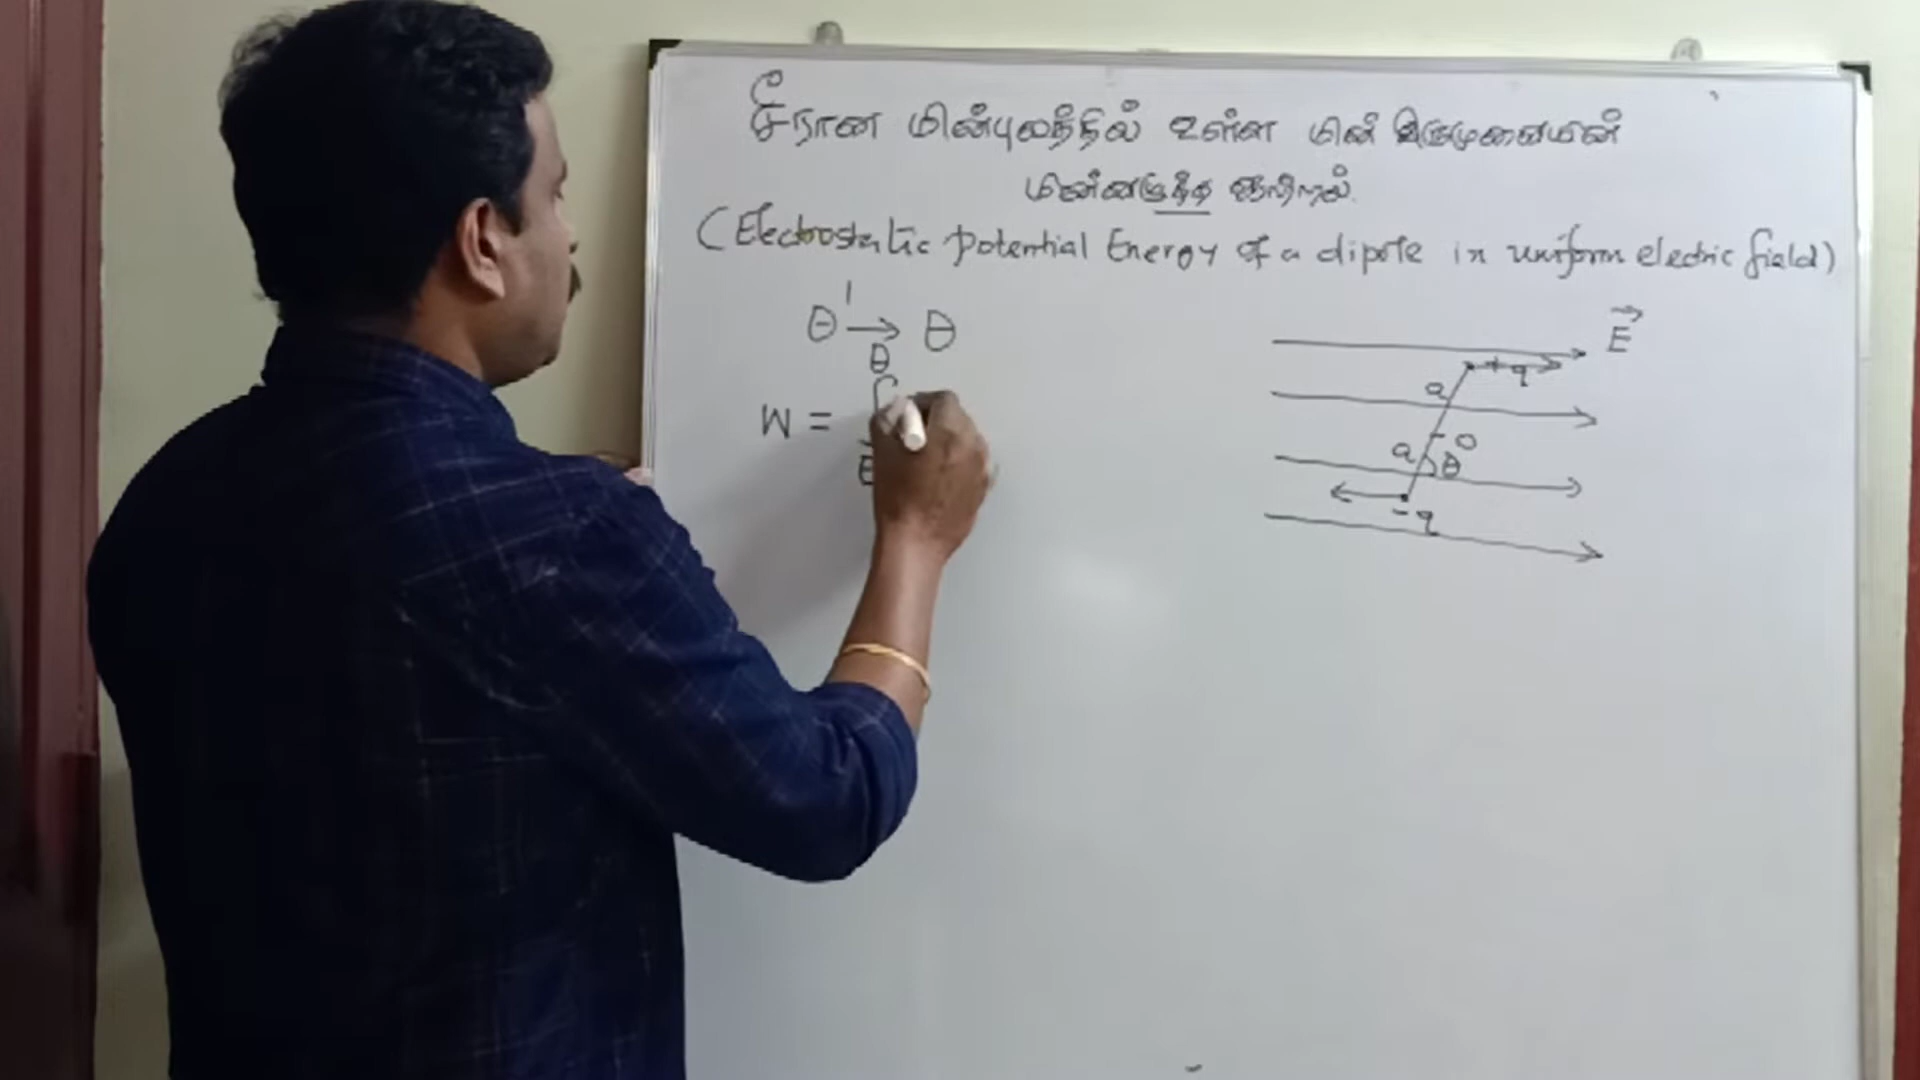 சீரான மின்புலத்தில் உள்ள மின் இருமுனையின்
மின்னழுத்த ஆற்றல்.
(Electrostatic Potential Energy of a dipole in uniform electric field)
θ' → θ
θ
W = ∫
E⃗
+q
a
O
a θ
-q